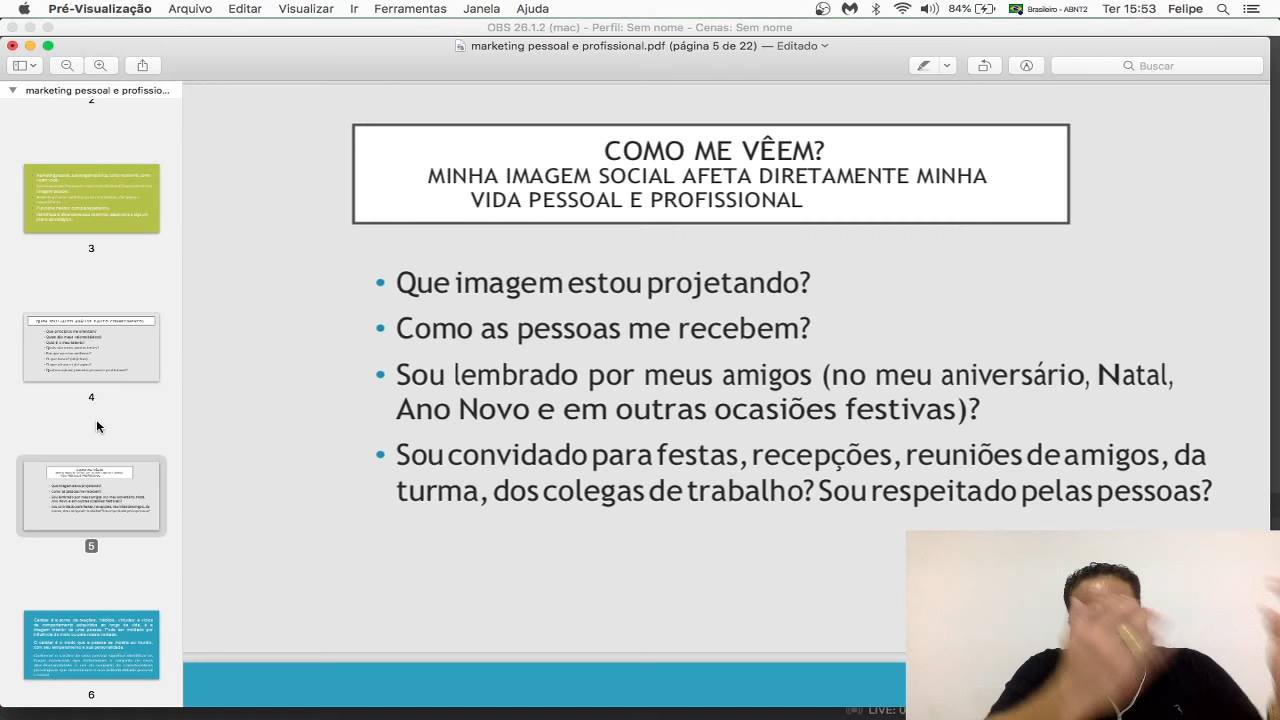 Pré-Visualização Arquivo Editar Visualizar Ir Ferramentas Janela Ajuda 84% Brasileiro - ABNT2 Ter 15:53 Felipe
OBS 26.1.2 (mac) - Perfil: Sem nome - Cenas: Sem nome
marketing pessoal e profissional.pdf (página 5 de 22) — Editado
Buscar
marketing pessoal e profissio...
2
3
4
5
6
COMO ME VÊEM?
MINHA IMAGEM SOCIAL AFETA DIRETAMENTE MINHA
VIDA PESSOAL E PROFISSIONAL
• Que imagem estou projetando?
• Como as pessoas me recebem?
• Sou lembrado por meus amigos (no meu aniversário, Natal,
Ano Novo e em outras ocasiões festivas)?
• Sou convidado para festas, recepções, reuniões de amigos, da
turma, dos colegas de trabalho? Sou respeitado pelas pessoas?
LIVE: